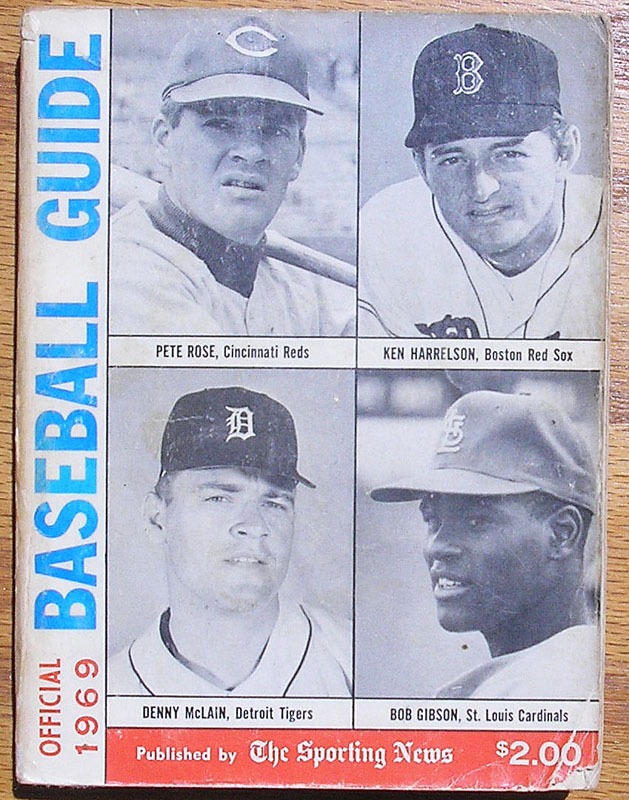 OFFICIAL
1969
BASEBALL GUIDE
C
B
PETE ROSE, Cincinnati Reds
KEN HARRELSON, Boston Red Sox
D
STL
DENNY McLAIN, Detroit Tigers
BOB GIBSON, St. Louis Cardinals
Published by The Sporting News
$2.00